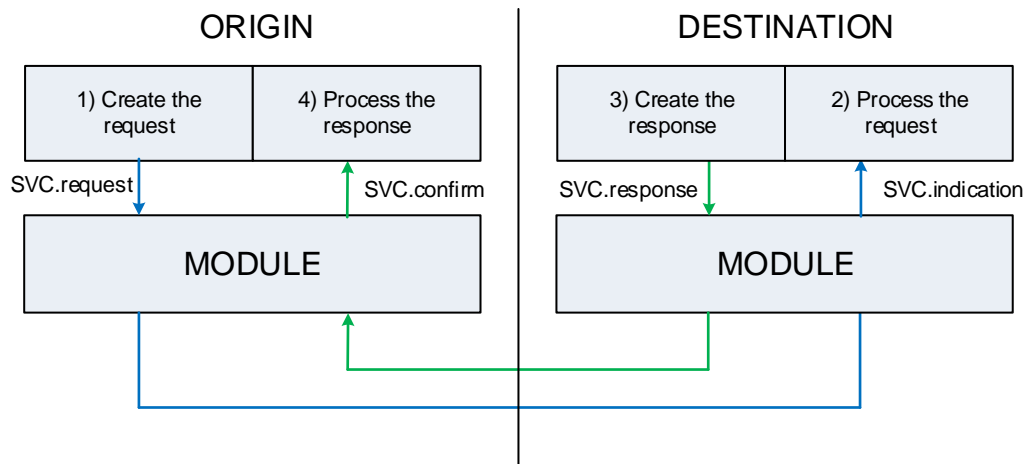 ORIGIN
DESTINATION
1) Create the
request
4) Process the
response
3) Create the
response
2) Process the
request
SVC.request
SVC.confirm
SVC.response
SVC.indication
MODULE
MODULE